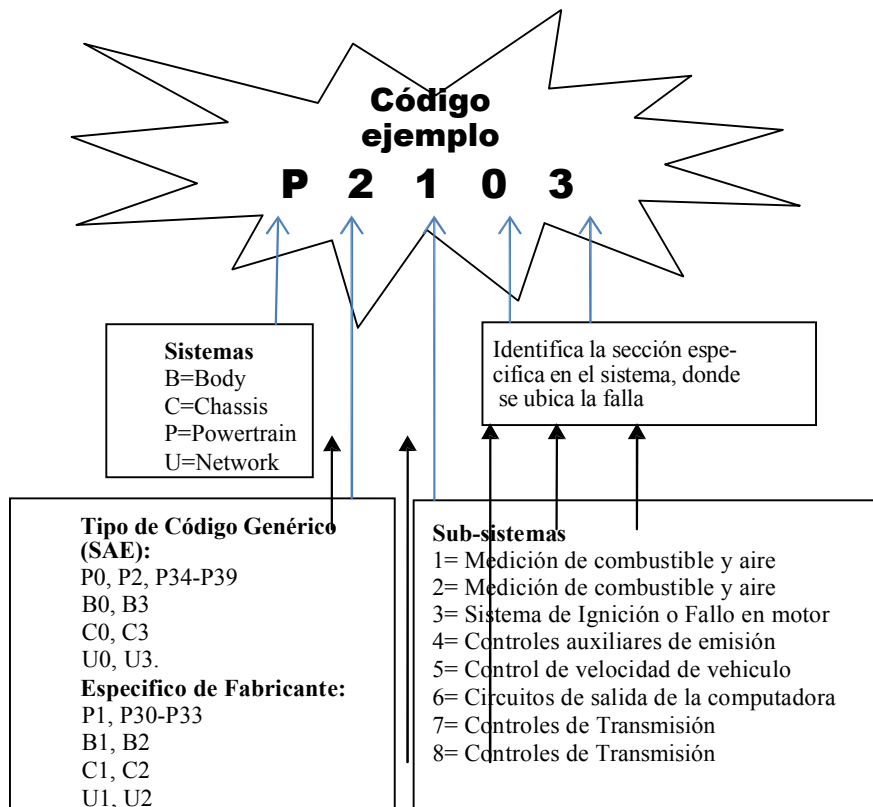 Código
ejemplo
P 2 1 0 3
Sistemas
B=Body
C=Chassis
P=Powertrain
U=Network
Identifica la sección espe-
cifica en el sistema, donde
se ubica la falla
Tipo de Código Genérico
(SAE):
P0, P2, P34-P39
B0, B3
C0, C3
U0, U3.
Especifico de Fabricante:
P1, P30-P33
B1, B2
C1, C2
U1, U2
Sub-sistemas
1= Medición de combustible y aire
2= Medición de combustible y aire
3= Sistema de Ignición o Fallo en motor
4= Controles auxiliares de emisión
5= Control de velocidad de vehiculo
6= Circuitos de salida de la computadora
7= Controles de Transmisión
8= Controles de Transmisión